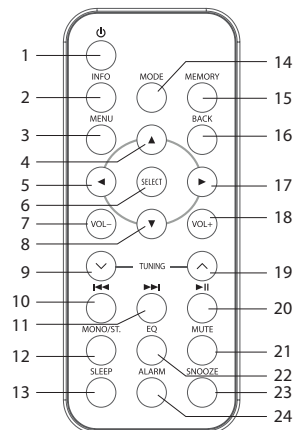 1
INFO MODE MEMORY 14
2 15
MENU BACK
3 16
4
5 17
6 SELECT
7 VOL− VOL+ 18
8
9 TUNING 19
10 20
11
MONO/ST. EQ MUTE
12 21
22
SLEEP ALARM SNOOZE
13 23
24